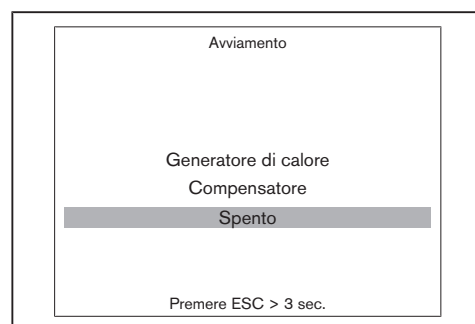 Avviamento
Generatore di calore
Compensatore
Spento
Premere ESC > 3 sec.